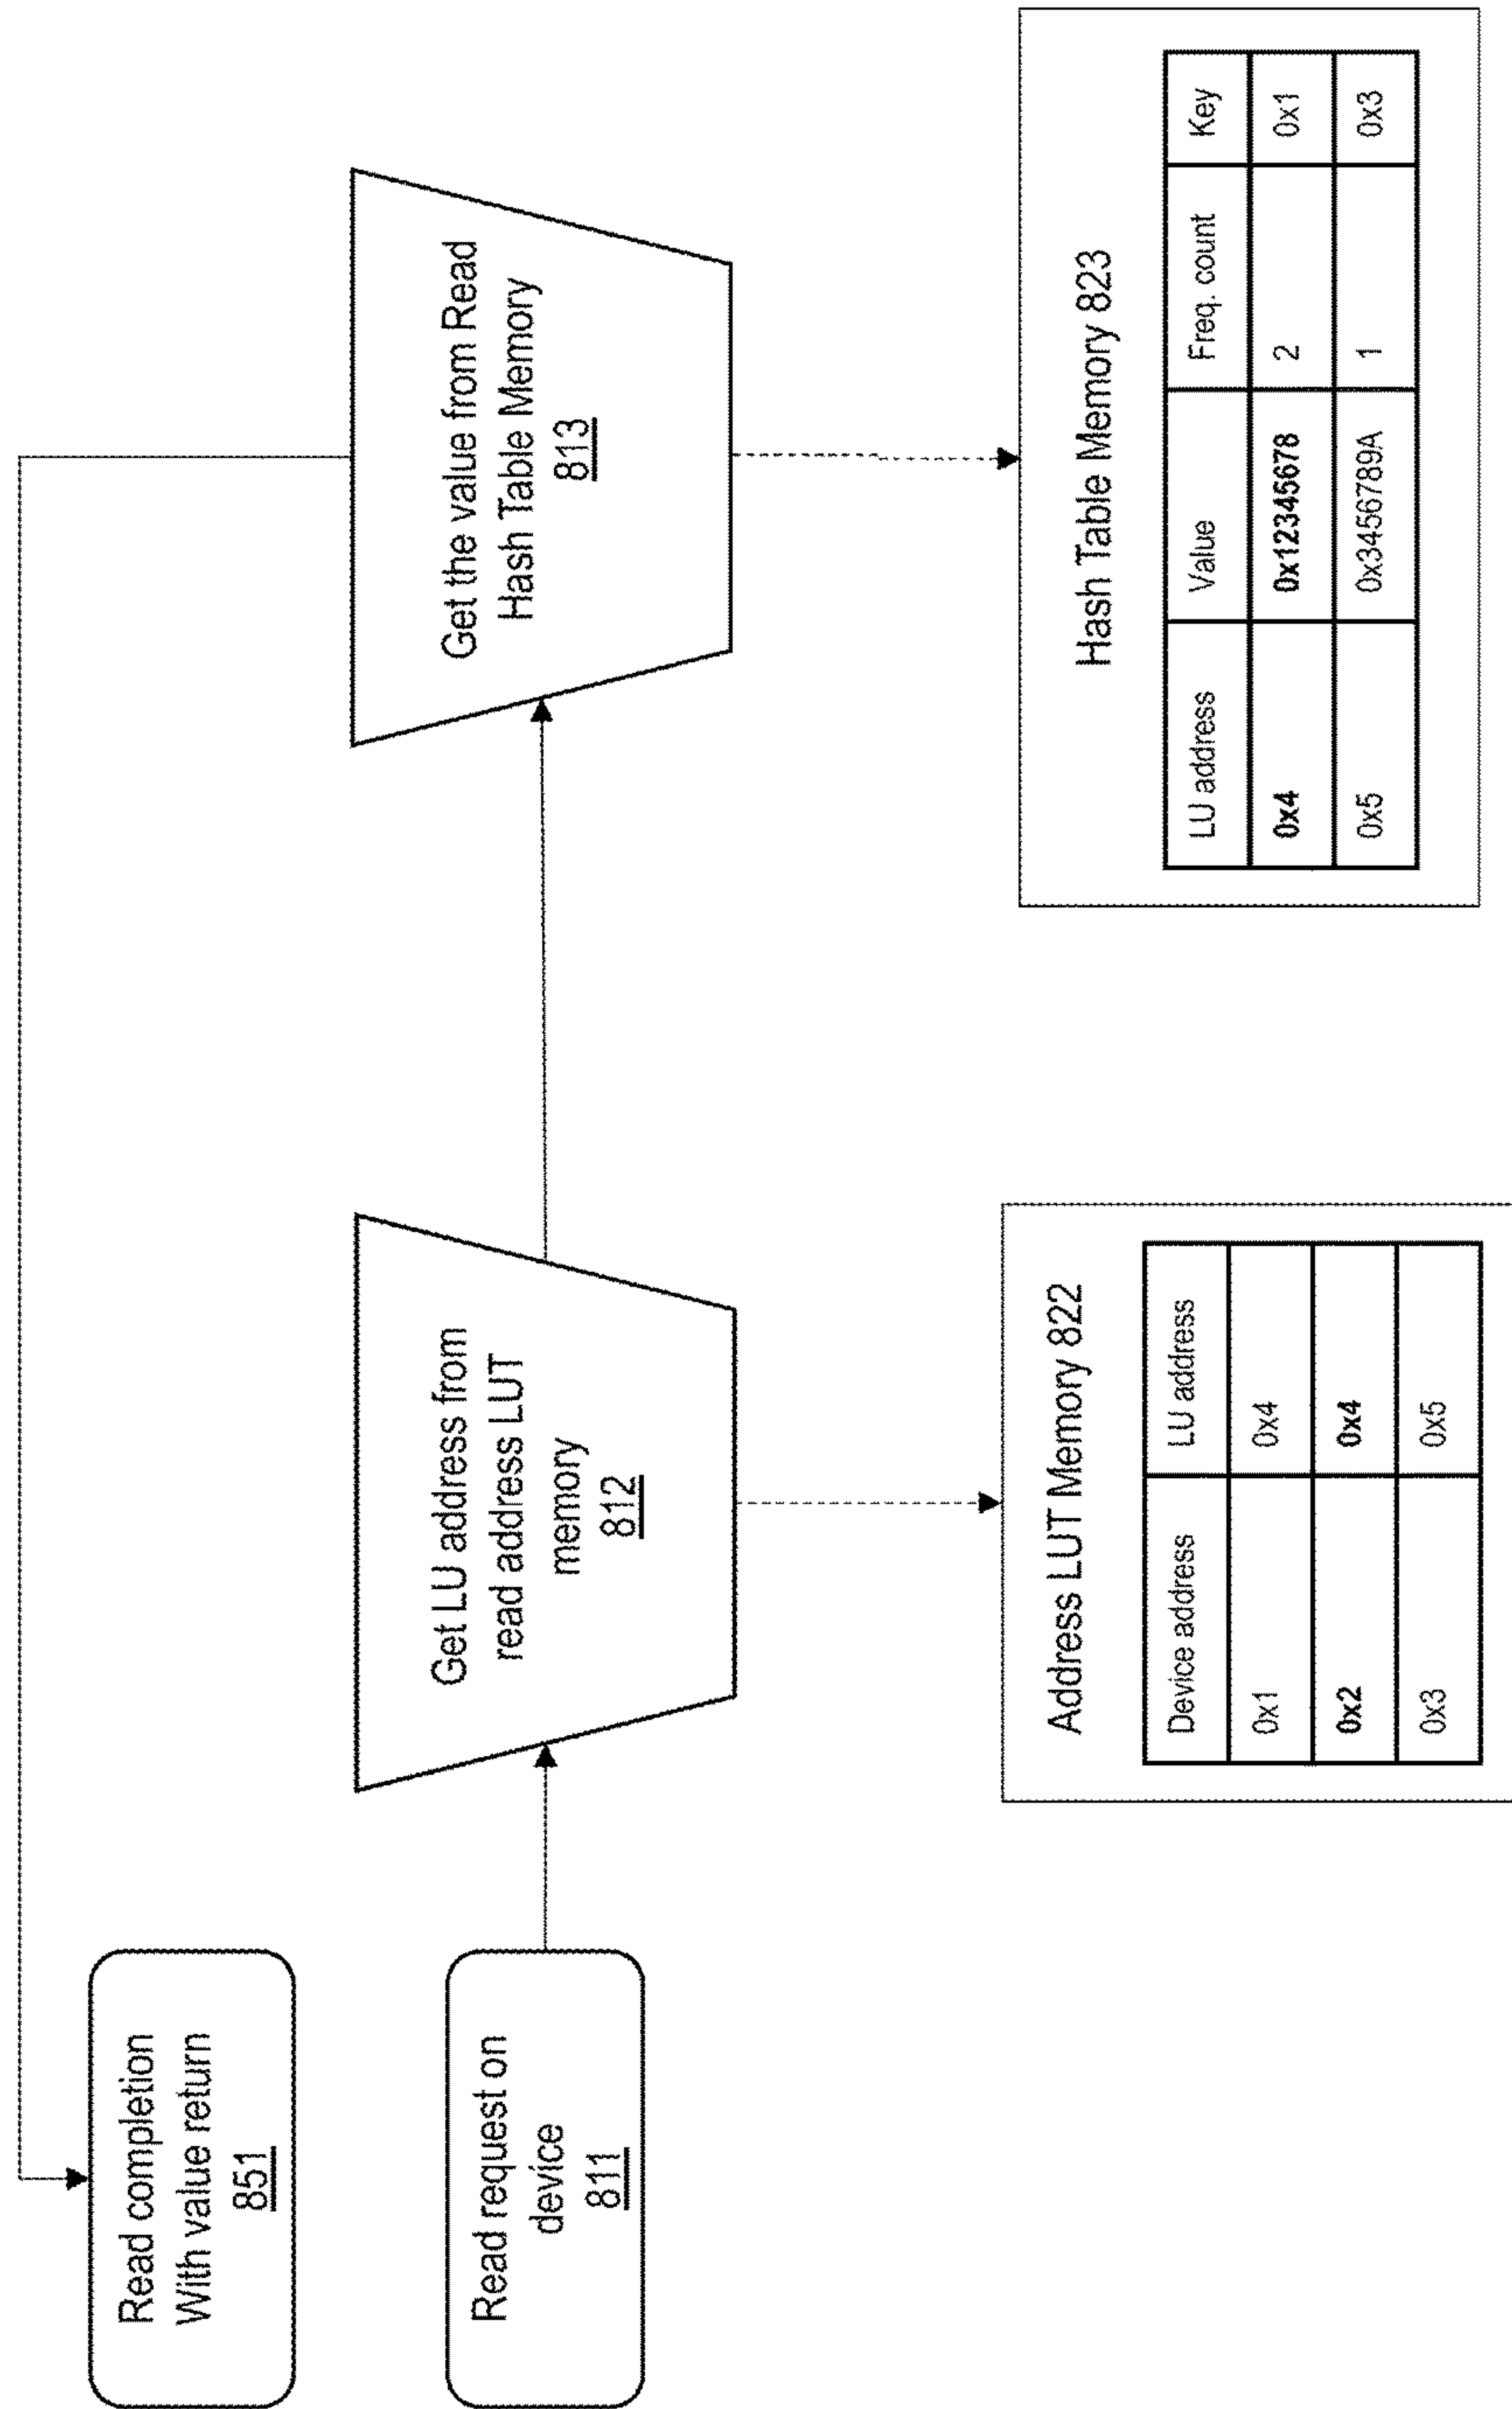 Read completion
With value return
851
Read request on
device
811
Get LU address from
read address LUT
memory
812
Get the value from Read
Hash Table Memory
813
Address LUT Memory 822
Device address LU address
0x1 0x4
0x2 0x4
0x3 0x5
Hash Table Memory 823
LU address Value Freq. count Key
0x4 0x12345678 2 0x1
0x5 0x3456789A 1 0x3